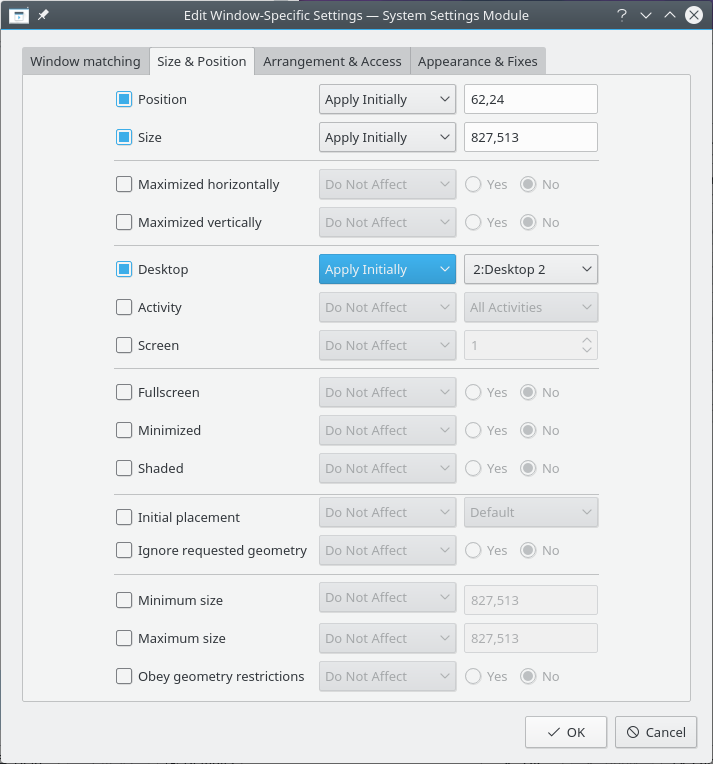 Edit Window-Specific Settings — System Settings Module
Window matching Size & Position Arrangement & Access Appearance & Fixes
Position Apply Initially 62,24
Size Apply Initially 827,513
Maximized horizontally Do Not Affect Yes No
Maximized vertically Do Not Affect Yes No
Desktop Apply Initially 2:Desktop 2
Activity Do Not Affect All Activities
Screen Do Not Affect 1
Fullscreen Do Not Affect Yes No
Minimized Do Not Affect Yes No
Shaded Do Not Affect Yes No
Initial placement Do Not Affect Default
Ignore requested geometry Do Not Affect Yes No
Minimum size Do Not Affect 827,513
Maximum size Do Not Affect 827,513
Obey geometry restrictions Do Not Affect Yes No
OK Cancel